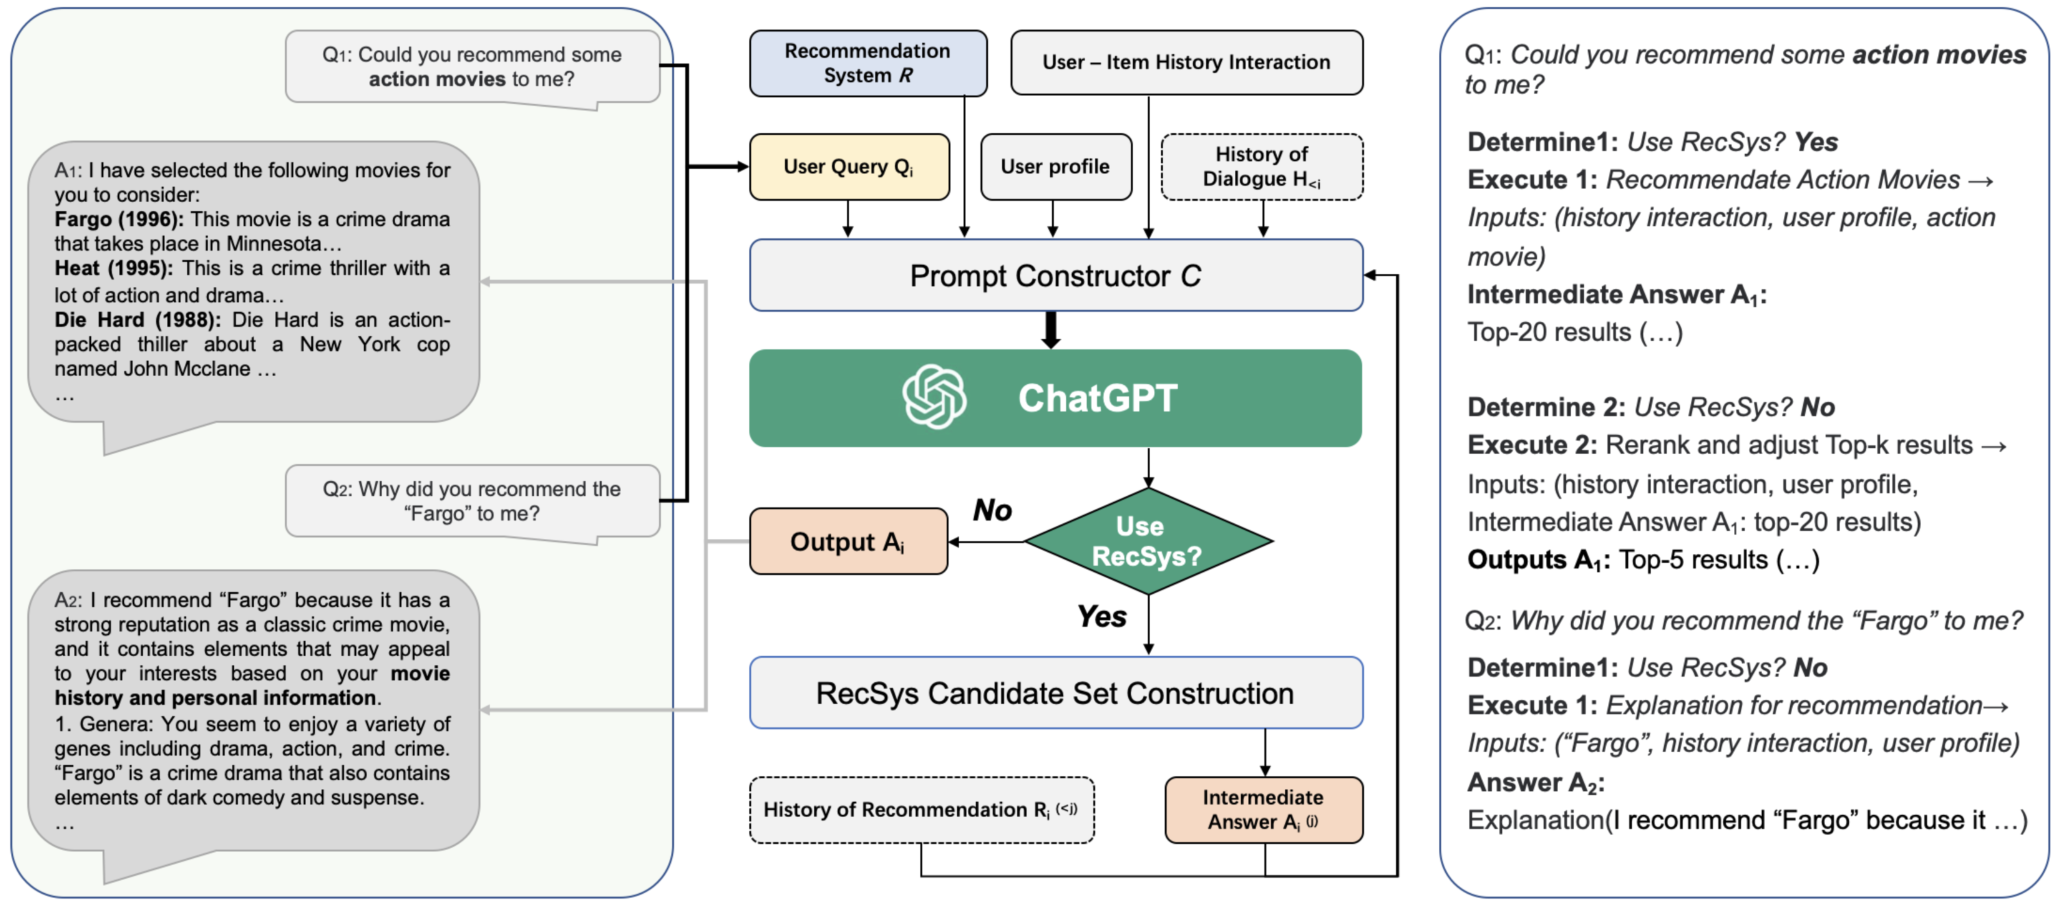 Q1: Could you recommend some
action movies to me?
A1: I have selected the following movies for
you to consider:
Fargo (1996): This movie is a crime drama
that takes place in Minnesota…
Heat (1995): This is a crime thriller with a
lot of action and drama…
Die Hard (1988): Die Hard is an action-
packed thiller about a New York cop
named John Mcclane …
…
Q2: Why did you recommend the
“Fargo” to me?
A2: I recommend “Fargo” because it has a
strong reputation as a classic crime movie,
and it contains elements that may appeal
to your interests based on your movie
history and personal information.
1. Genera: You seem to enjoy a variety of
genes including drama, action, and crime.
“Fargo” is a crime drama that also contains
elements of dark comedy and suspense.
…
Recommendation
System R
User – Item History Interaction
User Query Qi
User profile
History of
Dialogue H<i
Prompt Constructor C
ChatGPT
Use
RecSys?
No
Output Ai
Yes
RecSys Candidate Set Construction
History of Recommendation Ri (<j)
Intermediate
Answer Ai (j)
Q1: Could you recommend some action movies
to me?
Determine1: Use RecSys? Yes
Execute 1: Recommendate Action Movies →
Inputs: (history interaction, user profile, action
movie)
Intermediate Answer A1:
Top-20 results (…)
Determine 2: Use RecSys? No
Execute 2: Rerank and adjust Top-k results →
Inputs: (history interaction, user profile,
Intermediate Answer A1: top-20 results)
Outputs A1: Top-5 results (…)
Q2: Why did you recommend the “Fargo” to me?
Determine1: Use RecSys? No
Execute 1: Explanation for recommendation→
Inputs: (“Fargo”, history interaction, user profile)
Answer A2:
Explanation(I recommend “Fargo” because it …)